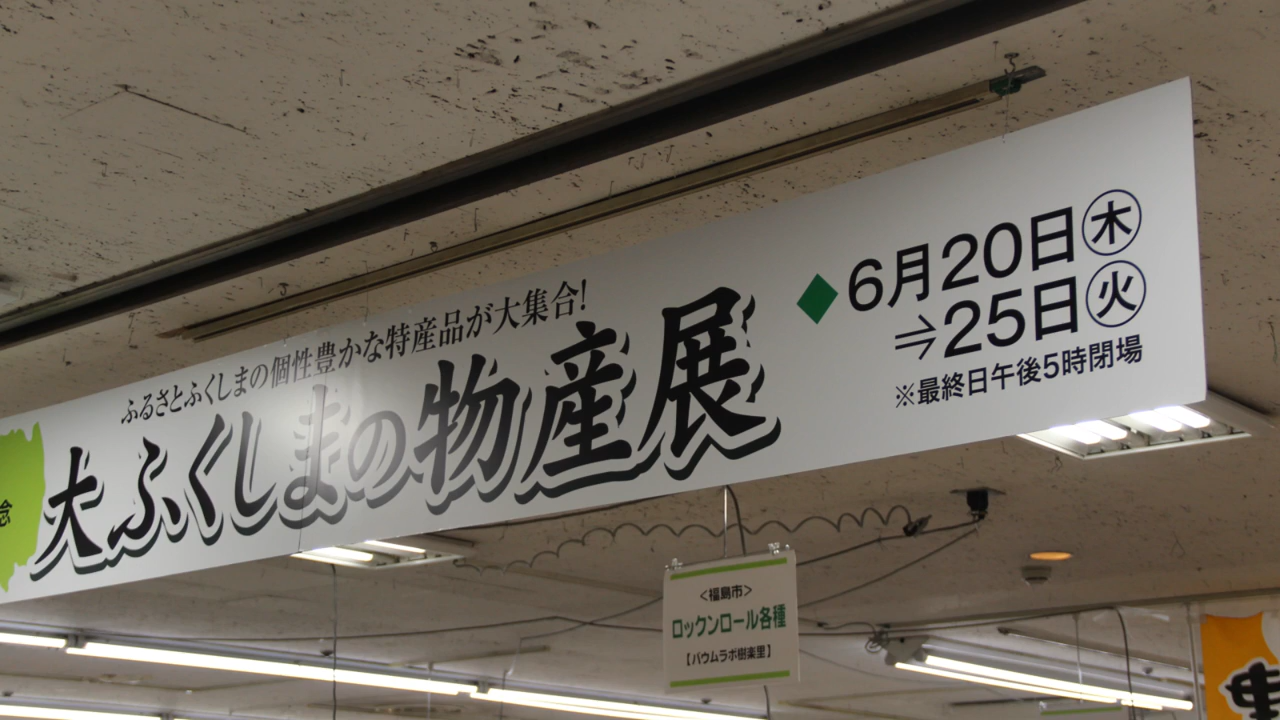 ふるさとふくしまの個性豊かな特産品が大集合!
念
大ふくしまの物産展
◆6月20日㊍
⇒25日㊋
※最終日午後5時閉場
<福島市>
ロックンロール各種
【バウムラボ樹楽里】